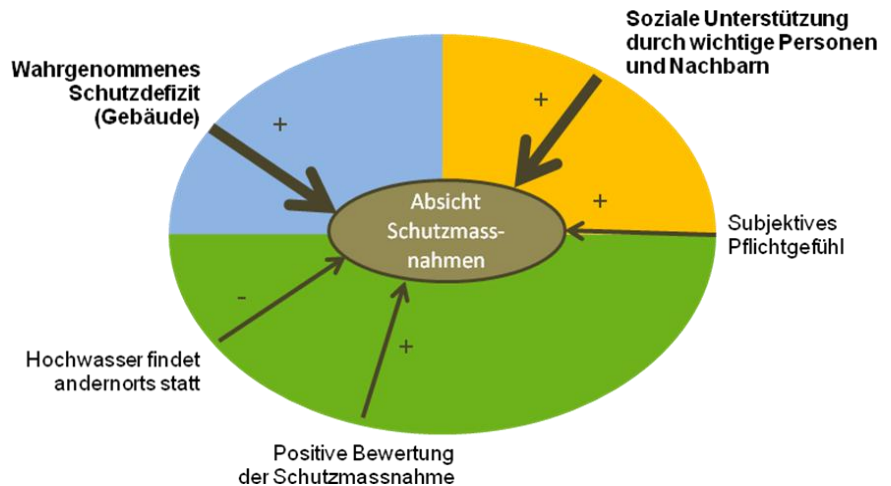 Soziale Unterstützung
durch wichtige Personen
und Nachbarn
Wahrgenommenes
Schutzdefizit
(Gebäude)
+
+
Absicht
Schutzmass-
nahmen
+
Subjektives
Pflichtgefühl
-
+
Hochwasser findet
andernorts statt
Positive Bewertung
der Schutzmassnahme